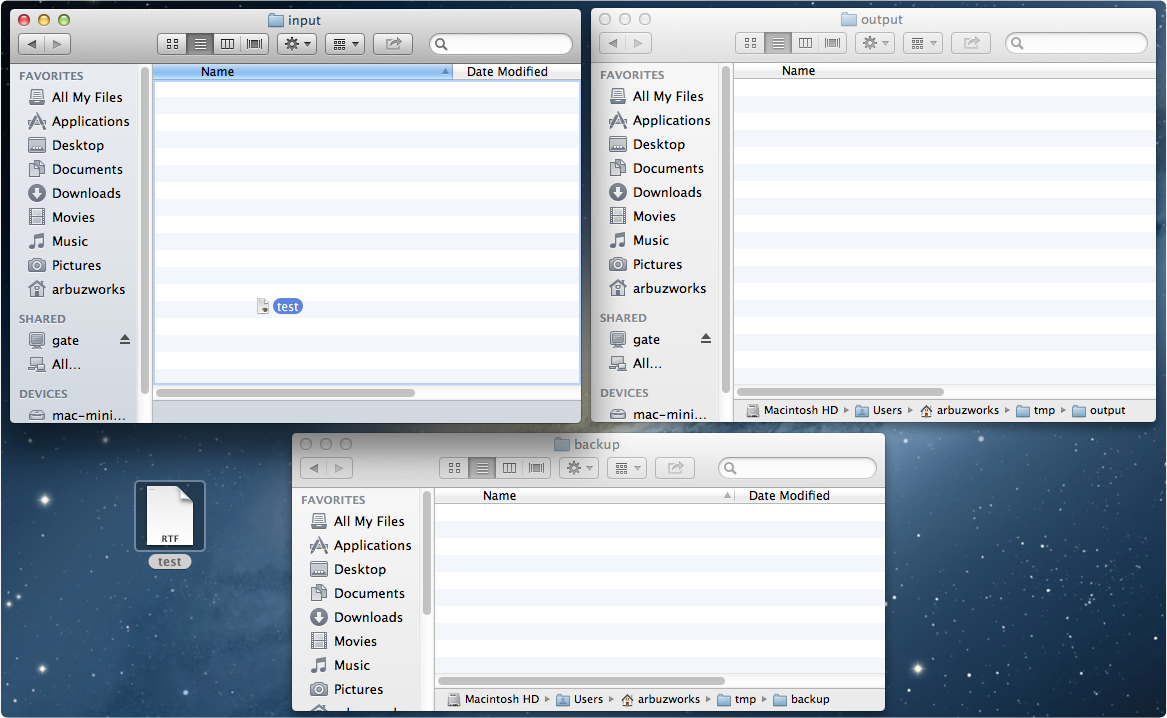 input
Name
Date Modified
FAVORITES
All My Files
Applications
Desktop
Documents
Downloads
Movies
Music
Pictures
arbuzworks
SHARED
gate
All...
DEVICES
mac-mini...
test
output
Name
FAVORITES
All My Files
Applications
Desktop
Documents
Downloads
Movies
Music
Pictures
arbuzworks
SHARED
gate
All...
DEVICES
mac-mini...
Macintosh HD Users arbuzworks tmp output
RTF
test
backup
Name
Date Modified
FAVORITES
All My Files
Applications
Desktop
Documents
Downloads
Movies
Music
Pictures
Macintosh HD Users arbuzworks tmp backup